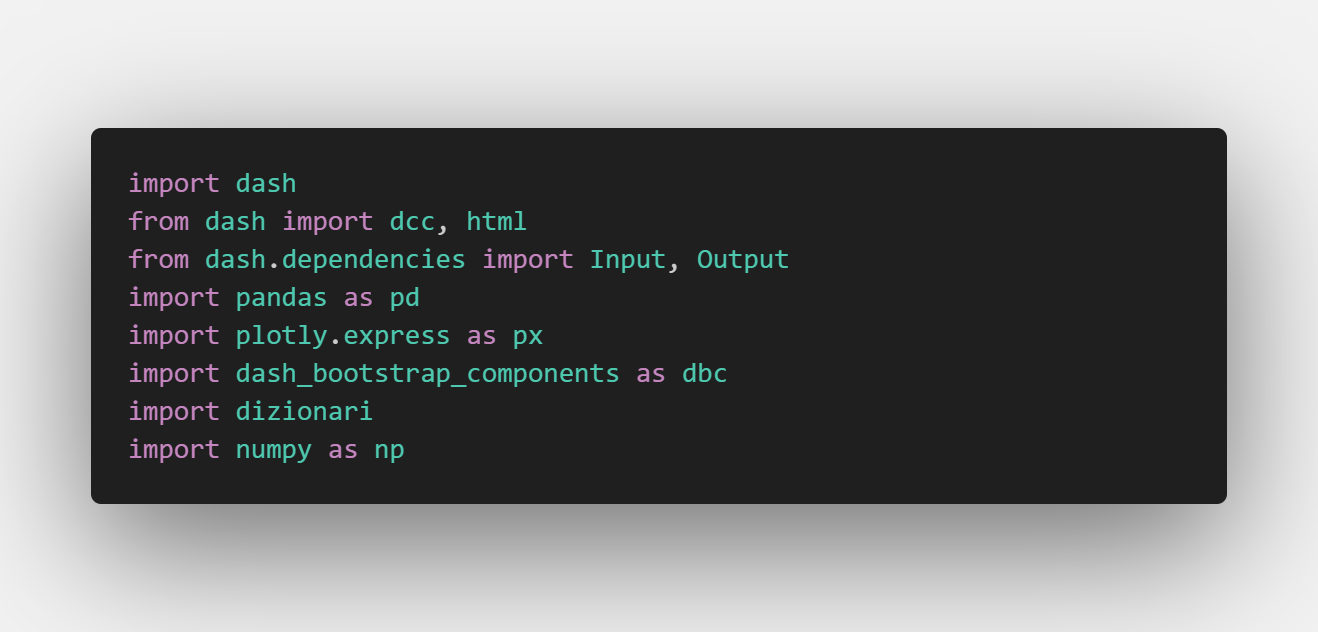 import dash
from dash import dcc, html
from dash.dependencies import Input, Output
import pandas as pd
import plotly.express as px
import dash_bootstrap_components as dbc
import dizionari
import numpy as np